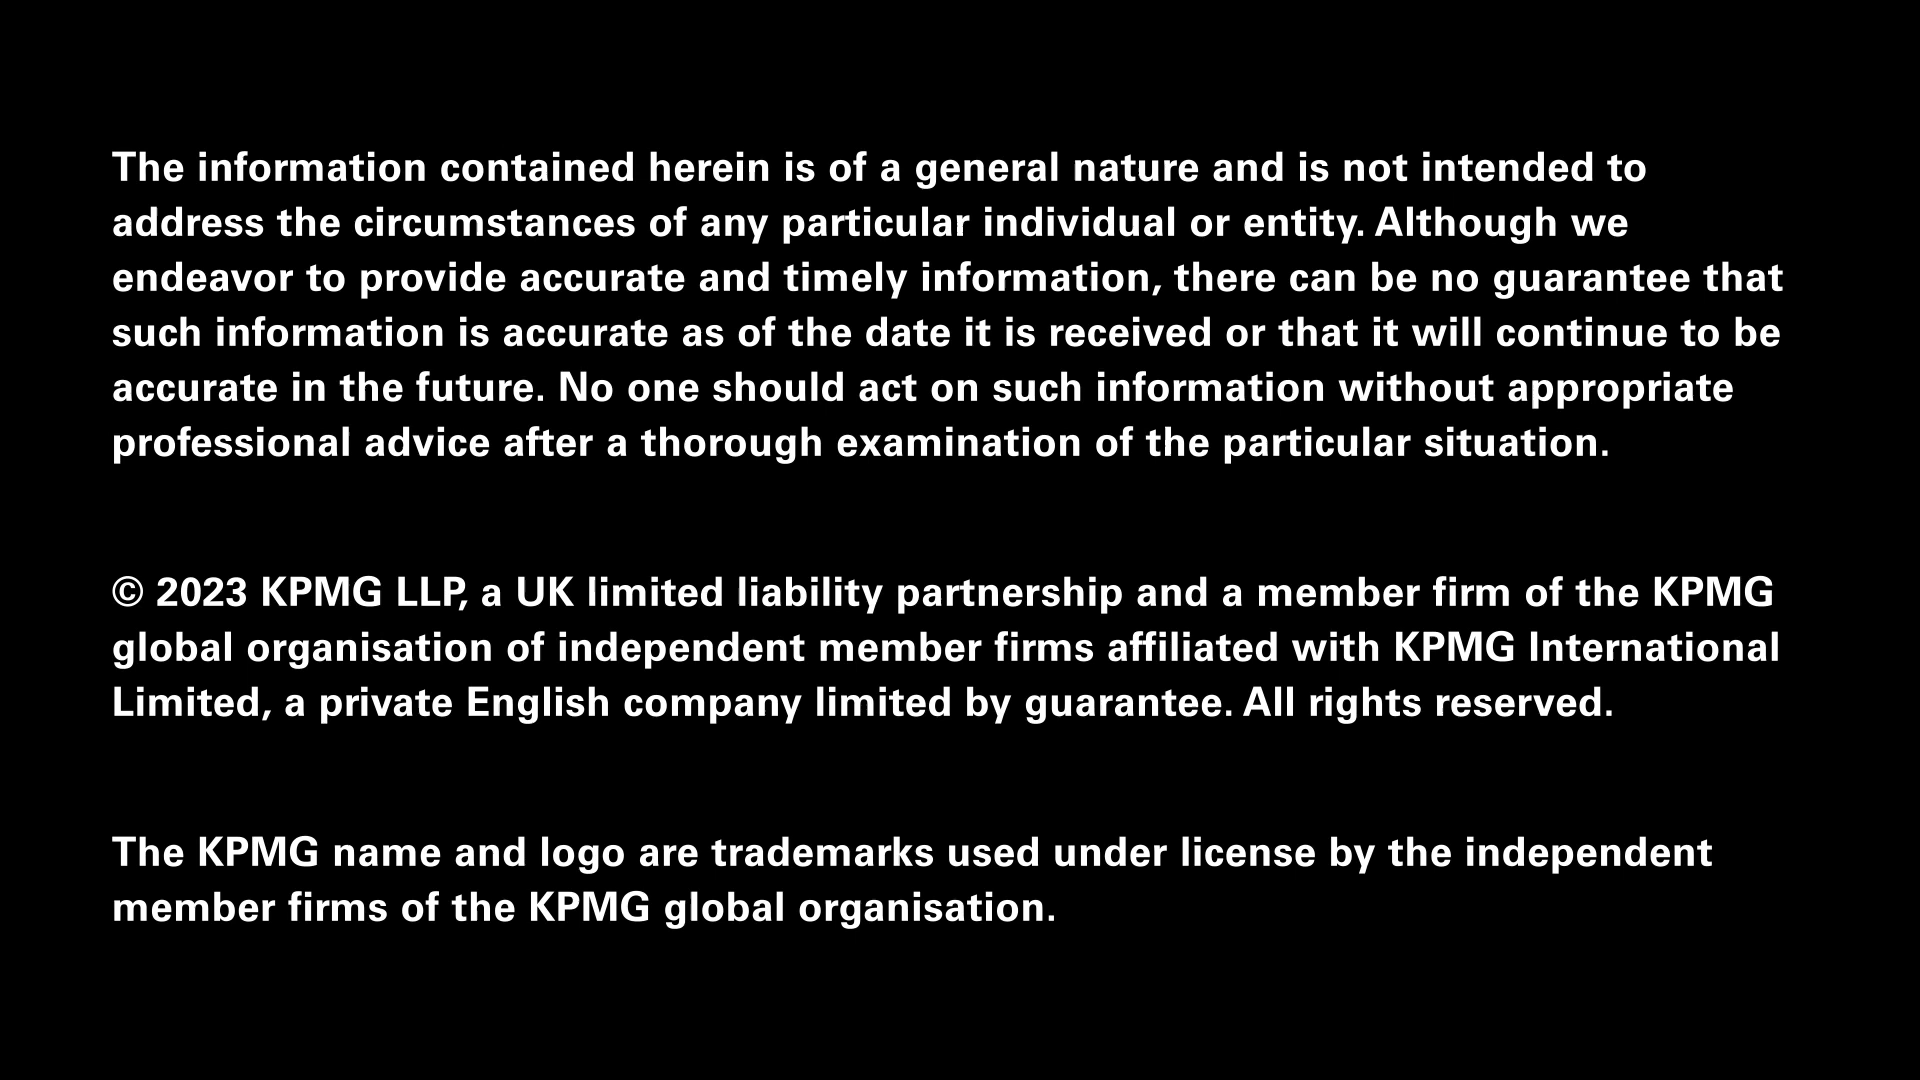 The information contained herein is of a general nature and is not intended to
address the circumstances of any particular individual or entity. Although we
endeavor to provide accurate and timely information, there can be no guarantee that
such information is accurate as of the date it is received or that it will continue to be
accurate in the future. No one should act on such information without appropriate
professional advice after a thorough examination of the particular situation.
© 2023 KPMG LLP, a UK limited liability partnership and a member firm of the KPMG
global organisation of independent member firms affiliated with KPMG International
Limited, a private English company limited by guarantee. All rights reserved.
The KPMG name and logo are trademarks used under license by the independent
member firms of the KPMG global organisation.